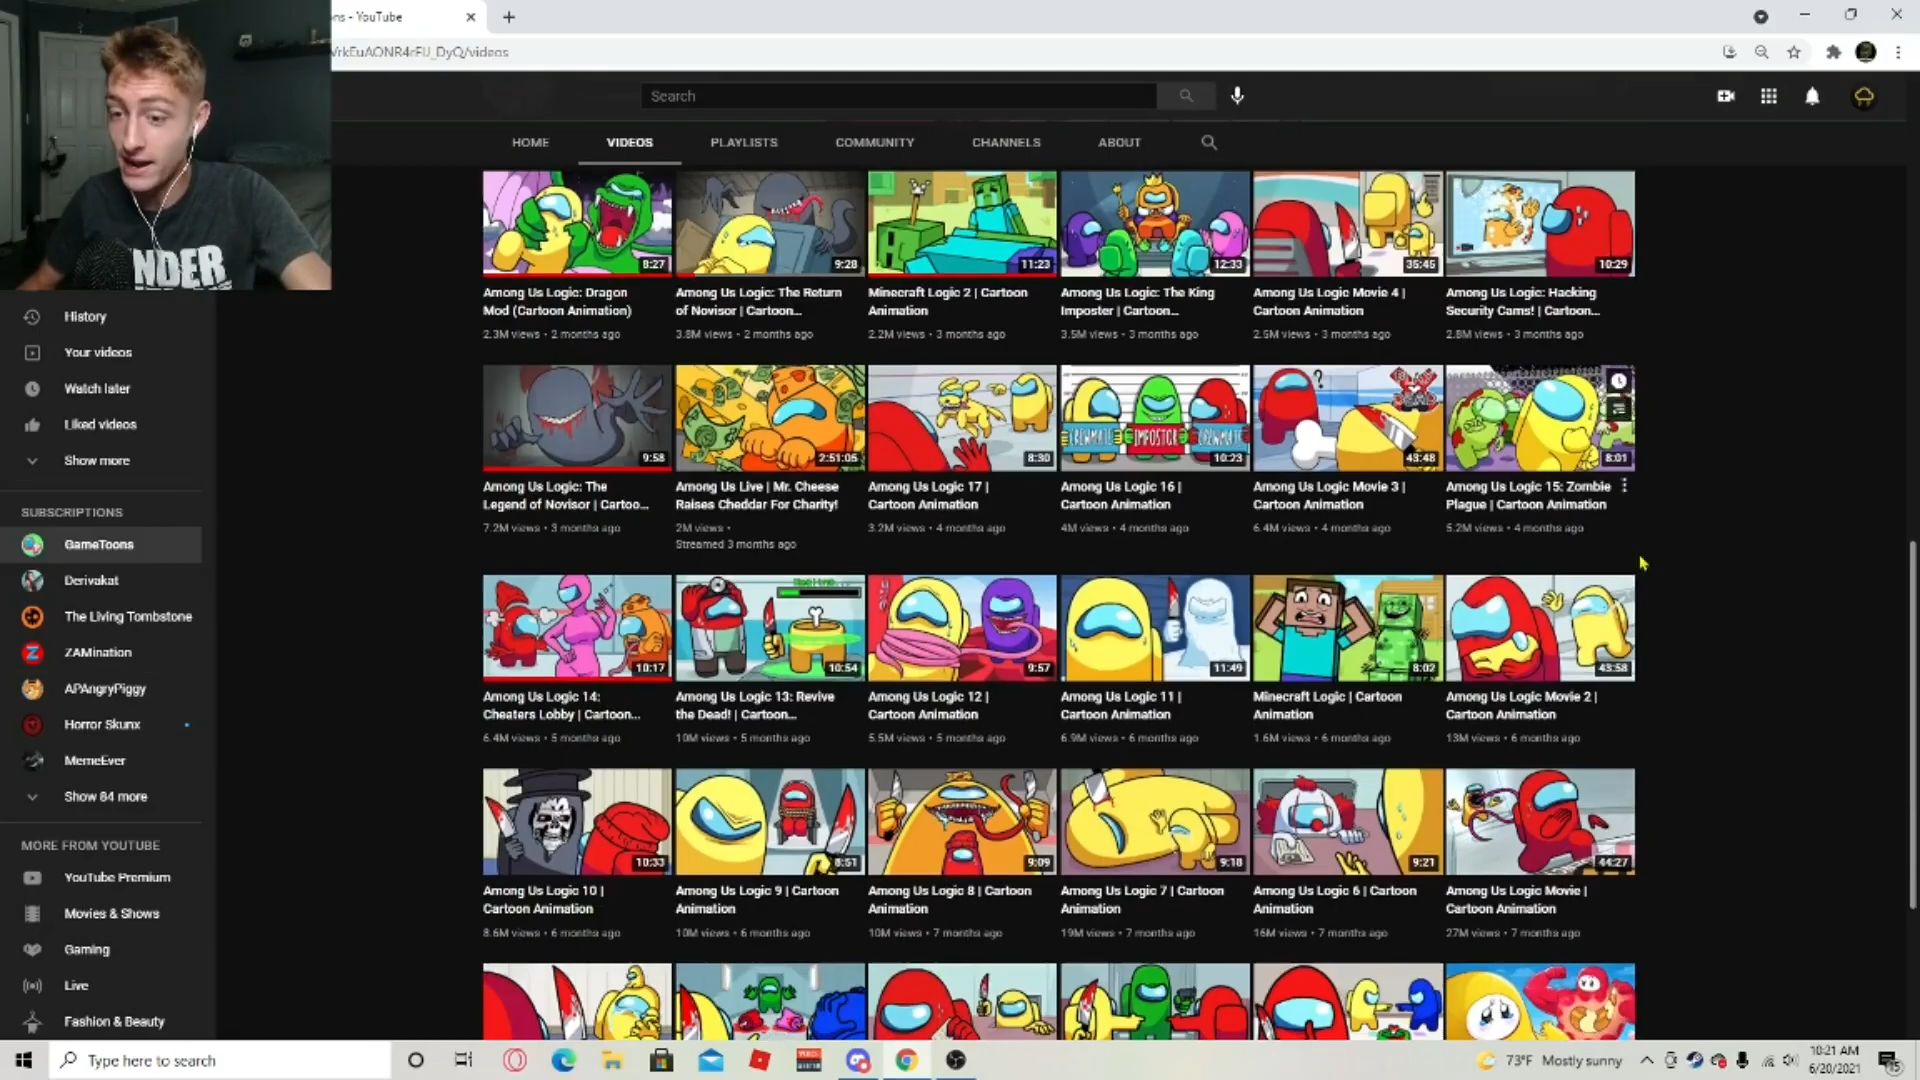 ns - YouTube
VrkEuAONR4rFU_DyQ/videos
Search
HOME VIDEOS PLAYLISTS COMMUNITY CHANNELS ABOUT
NDER
History
Your videos
Watch later
Liked videos
Show more
SUBSCRIPTIONS
GameToons
Derivakat
The Living Tombstone
ZAMination
APAngryPiggy
Horror Skunx
MemeEver
Show 84 more
MORE FROM YOUTUBE
YouTube Premium
Movies & Shows
Gaming
Live
Fashion & Beauty
8:27 9:28 11:23 12:33 35:45 10:29
Among Us Logic: Dragon Mod (Cartoon Animation)
2.3M views • 2 months ago
Among Us Logic: The Return of Novisor | Cartoon...
3.8M views • 2 months ago
Minecraft Logic 2 | Cartoon Animation
2.2M views • 3 months ago
Among Us Logic: The King Imposter | Cartoon...
3.5M views • 3 months ago
Among Us Logic Movie 4 | Cartoon Animation
2.5M views • 3 months ago
Among Us Logic: Hacking Security Cams! | Cartoon...
2.8M views • 3 months ago
CREWMATE IMPOSTOR CREWMATE
9:58 2:51:05 8:30 10:23 43:48 8:01
Among Us Logic: The Legend of Novisor | Cartoo...
7.2M views • 3 months ago
Among Us Live | Mr. Cheese Raises Cheddar For Charity!
2M views •
Streamed 3 months ago
Among Us Logic 17 | Cartoon Animation
3.2M views • 4 months ago
Among Us Logic 16 | Cartoon Animation
4M views • 4 months ago
Among Us Logic Movie 3 | Cartoon Animation
6.4M views • 4 months ago
Among Us Logic 15: Zombie Plague | Cartoon Animation
5.2M views • 4 months ago
10:17 10:54 9:57 11:49 8:02 43:58
Among Us Logic 14: Cheaters Lobby | Cartoon...
6.4M views • 5 months ago
Among Us Logic 13: Revive the Dead! | Cartoon...
10M views • 5 months ago
Among Us Logic 12 | Cartoon Animation
5.5M views • 5 months ago
Among Us Logic 11 | Cartoon Animation
6.9M views • 6 months ago
Minecraft Logic | Cartoon Animation
1.6M views • 6 months ago
Among Us Logic Movie 2 | Cartoon Animation
13M views • 6 months ago
10:33 8:51 9:09 9:18 9:21 44:27
Among Us Logic 10 | Cartoon Animation
8.6M views • 6 months ago
Among Us Logic 9 | Cartoon Animation
10M views • 6 months ago
Among Us Logic 8 | Cartoon Animation
10M views • 7 months ago
Among Us Logic 7 | Cartoon Animation
19M views • 7 months ago
Among Us Logic 6 | Cartoon Animation
16M views • 7 months ago
Among Us Logic Movie | Cartoon Animation
27M views • 7 months ago
Type here to search
73°F Mostly sunny
10:21 AM
6/20/2021
15